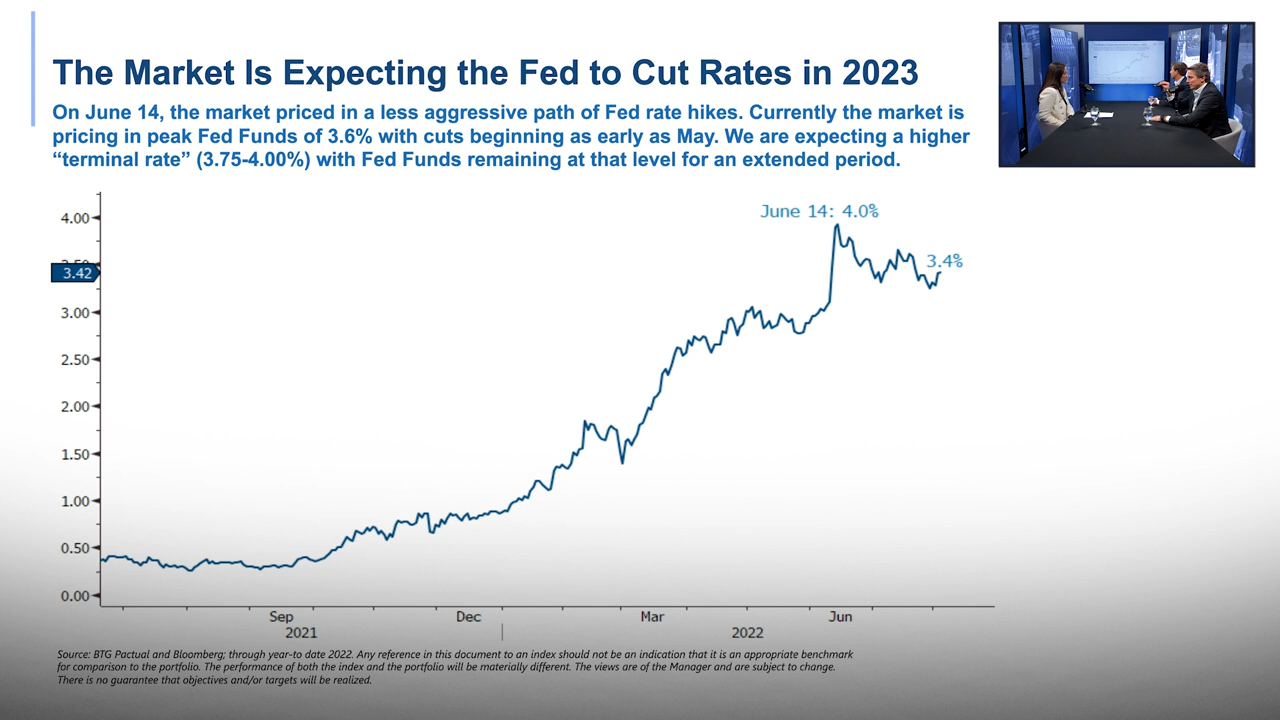 The Market Is Expecting the Fed to Cut Rates in 2023
On June 14, the market priced in a less aggressive path of Fed rate hikes. Currently the market is
pricing in peak Fed Funds of 3.6% with cuts beginning as early as May. We are expecting a higher
“terminal rate” (3.75-4.00%) with Fed Funds remaining at that level for an extended period.
June 14: 4.0%
3.4%
4.00
3.42
3.00
2.50
2.00
1.50
1.00
0.50
0.00
Sep
Dec
Mar
Jun
2021
2022
Source: BTG Pactual and Bloomberg; through year-to date 2022. Any reference in this document to an index should not be an indication that it is an appropriate benchmark
for comparison to the portfolio. The performance of both the index and the portfolio will be materially different. The views are of the Manager and are subject to change.
There is no guarantee that objectives and/or targets will be realized.